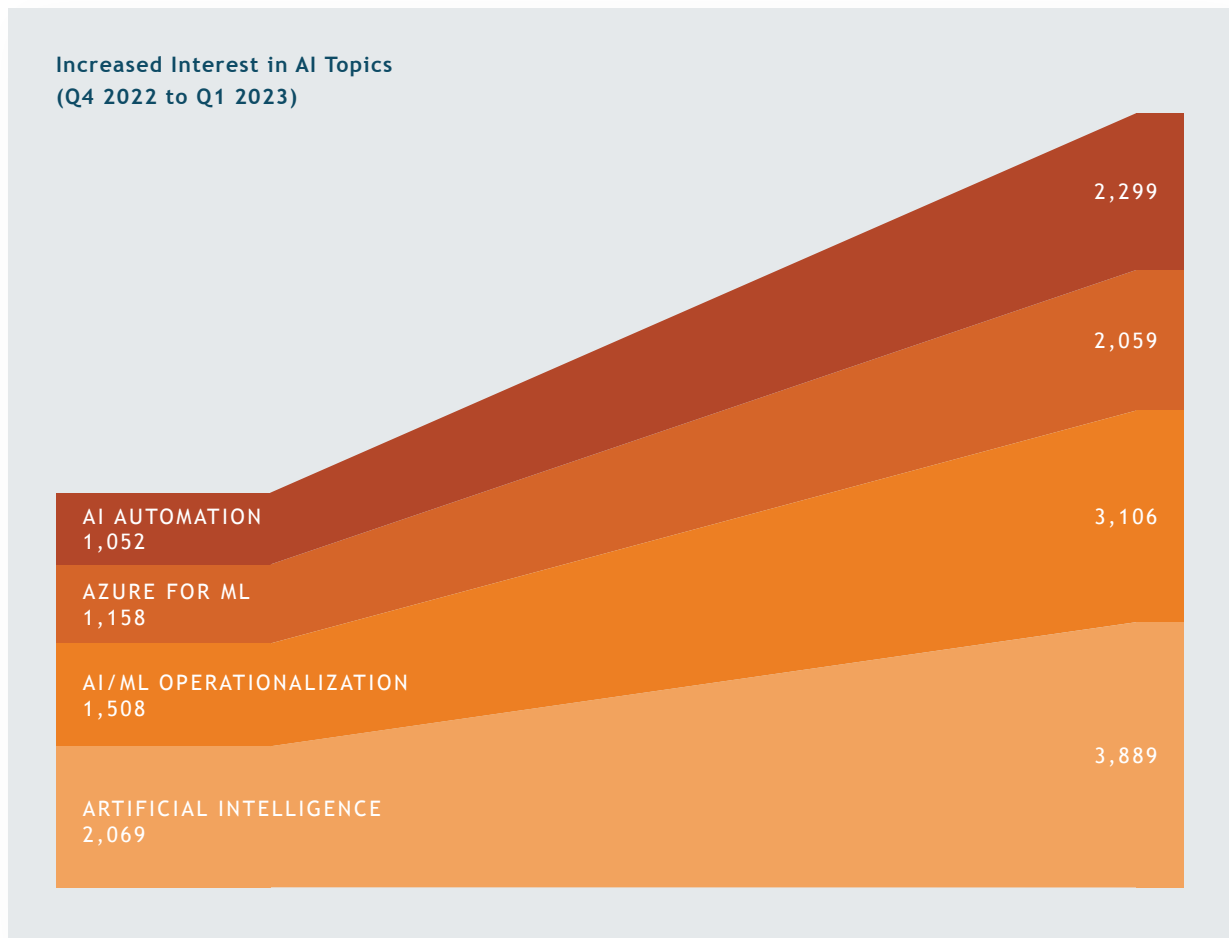 Increased Interest in AI Topics
(Q4 2022 to Q1 2023)
2,299
2,059
AI AUTOMATION
1,052
3,106
AZURE FOR ML
1,158
AI/ML OPERATIONALIZATION
1,508
3,889
ARTIFICIAL INTELLIGENCE
2,069